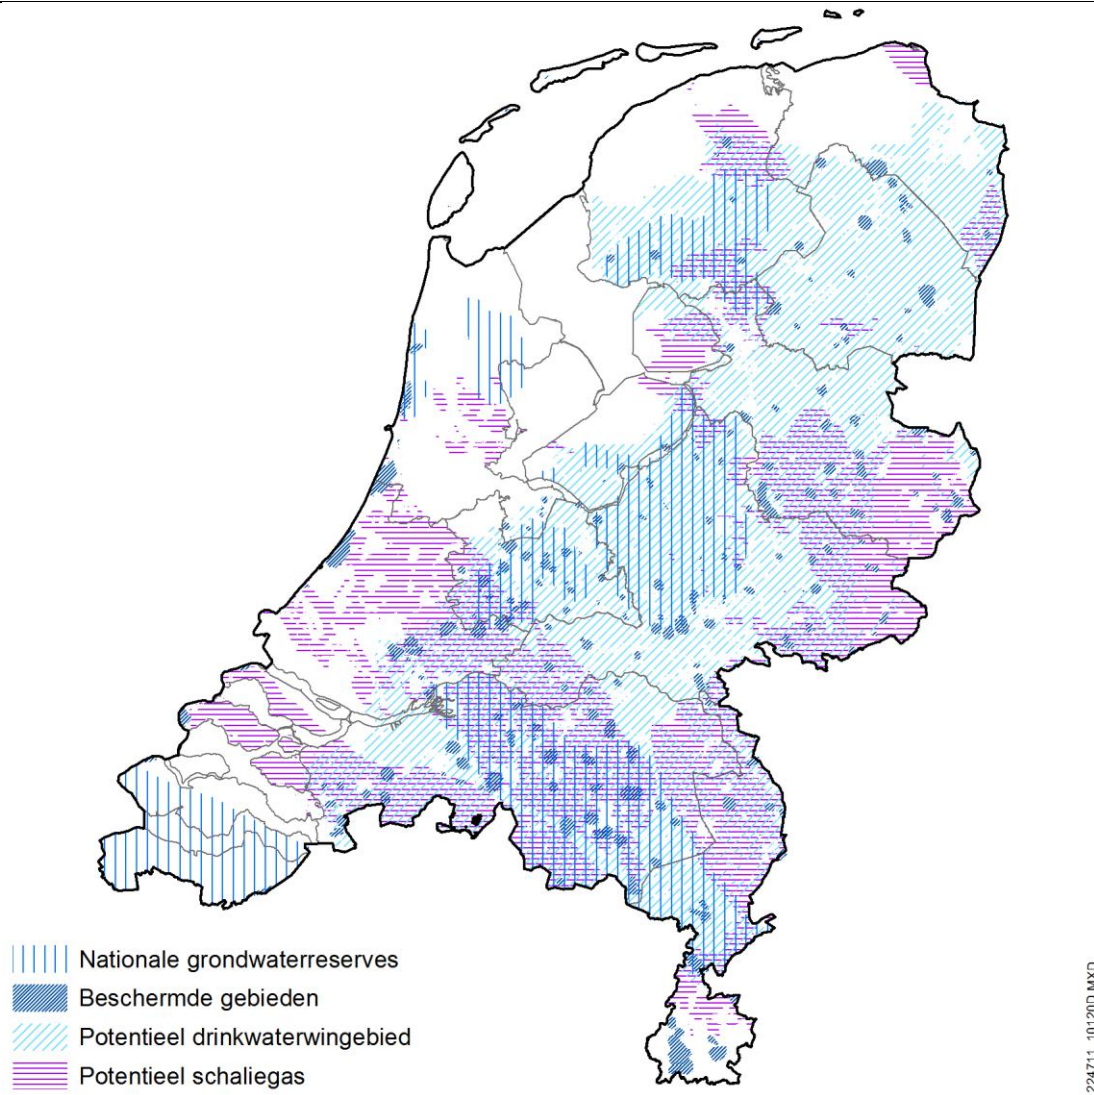 Nationale grondwaterreserves
Beschermde gebieden
Potentieel drinkwaterwingebied
Potentieel schaliegas
224711_10120D.MXD